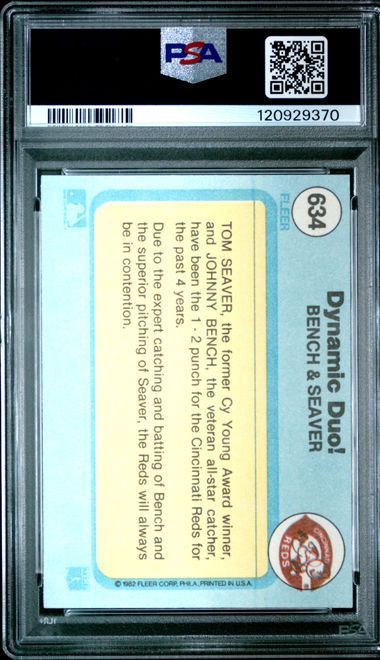 PSA
120929370
634
FLEER
Dynamic Duo!
BENCH & SEAVER
CINCINNATI
REDS
TOM SEAVER, the former Cy Young Award winner,
and JOHNNY BENCH, the veteran all-star catcher,
have been the 1 - 2 punch for the Cincinnati Reds for
the past 4 years.
Due to the expert catching and batting of Bench and
the superior pitching of Seaver, the Reds will always
be in contention.
© 1982 FLEER CORP., PHILA., PRINTED IN U.S.A.
PSA